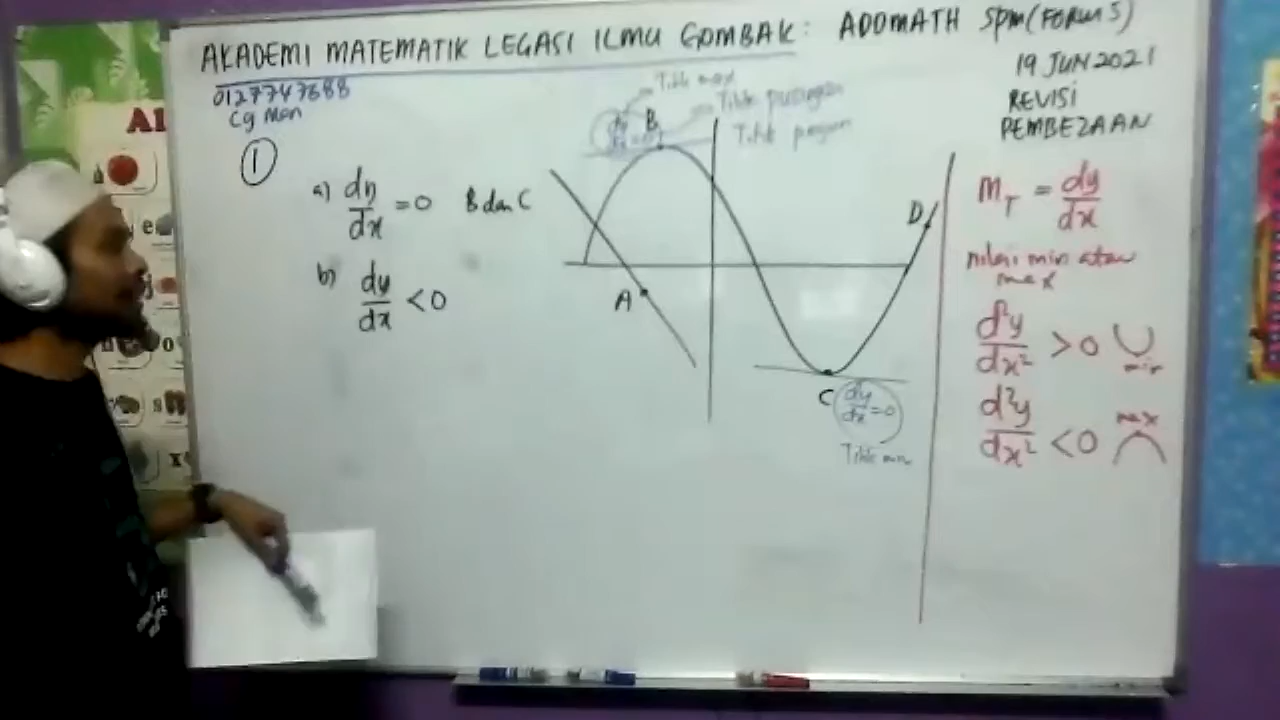 AKADEMI MATEMATIK LEGASI ILMU GOMBAK: ADDMATH SPM (FORM 5)
0127747688
Cg Man
19 JUN 2021
REVISI
PEMBEZAAN
①
a) dy/dx = 0 B dan C
b) dy/dx < 0
Titik max
Titik pusingan
B
A
C
D
dy/dx = 0
Titik min
M_T = dy/dx
nilai min atau
max
d²y/dx² > 0
min
d²y/dx² < 0
max